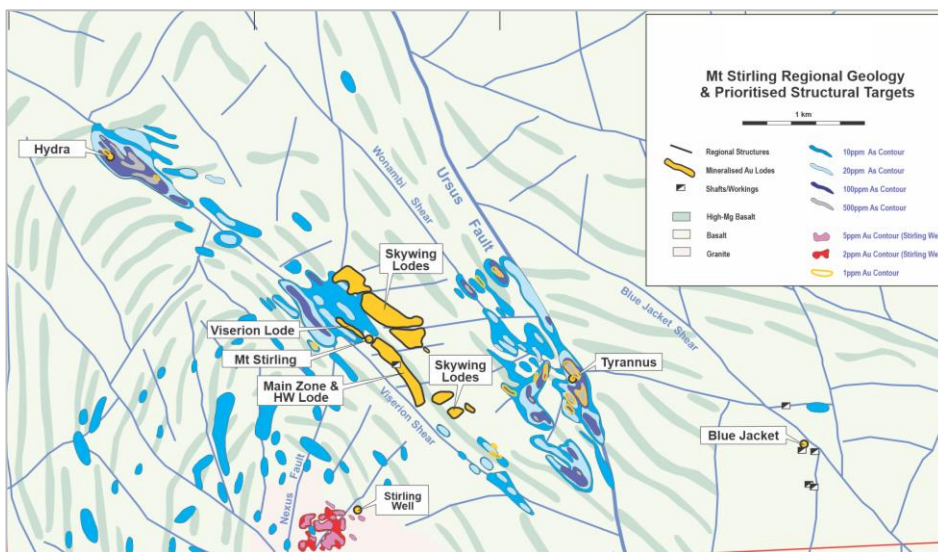 Mt Stirling Regional Geology
& Prioritised Structural Targets
1 km
Regional Structures
Mineralised Au Lodes
Shafts/Workings
High-Mg Basalt
Basalt
Granite
10ppm As Contour
20ppm As Contour
100ppm As Contour
500ppm As Contour
5ppm Au Contour (Stirling We
2ppm Au Contour (Stirling We
1ppm Au Contour
Hydra
Wonambi Shear
Ursus Fault
Skywing
Lodes
Blue Jacket Shear
Viserion Lode
Mt Stirling
Main Zone &
HW Lode
Skywing
Lodes
Tyrannus
Viserion Shear
Blue Jacket
Nexus Fault
Stirling
Well